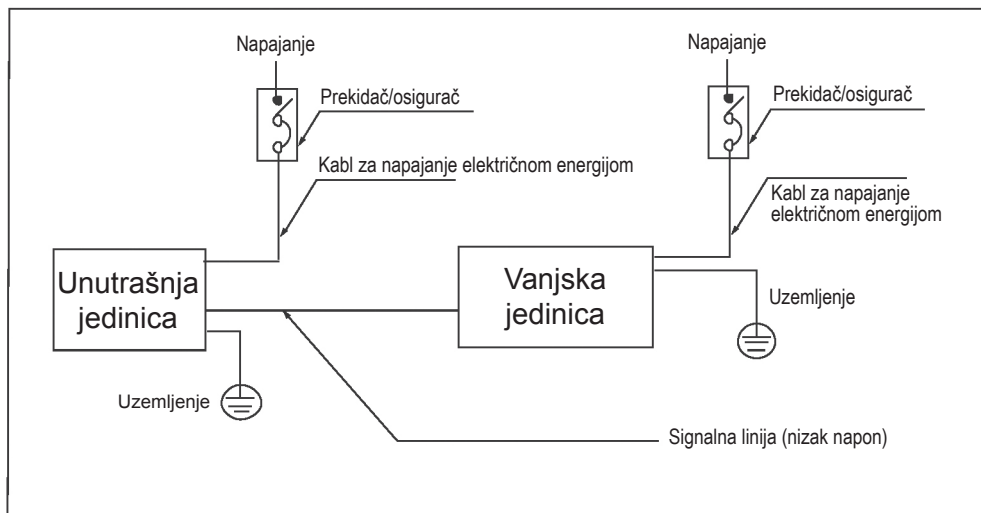 Napajanje
Napajanje
Prekidač/osigurač
Prekidač/osigurač
Kabl za napajanje električnom energijom
Kabl za napajanje
električnom energijom
Unutrašnja
jedinica
Vanjska
jedinica
Uzemljenje
Uzemljenje
Signalna linija (nizak napon)